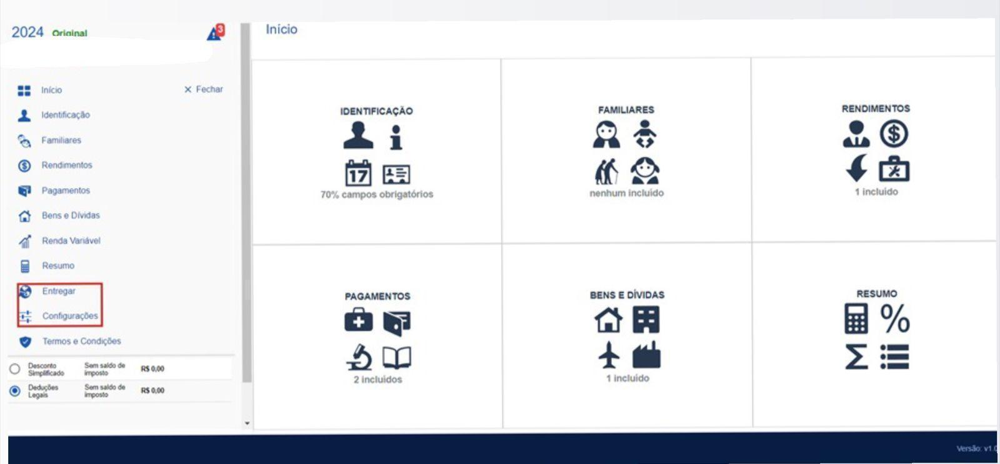 2024 Original
3
Início
Início
Fechar
Identificação
Familiares
Rendimentos
Pagamentos
Bens e Dívidas
Renda Variável
Resumo
Entregar
Configurações
Termos e Condições
Desconto Simplificado
Sem saldo de imposto
R$ 0,00
Deduções Legais
Sem saldo de imposto
R$ 0,00
IDENTIFICAÇÃO
17
70% campos obrigatórios
FAMILIARES
nenhum incluído
RENDIMENTOS
$
1 incluído
PAGAMENTOS
2 incluídos
BENS E DÍVIDAS
1 incluído
RESUMO
%
Σ
Versão: v1.0